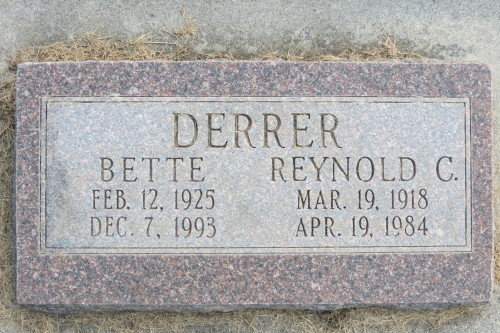 DERRER
BETTE REYNOLD C.
FEB. 12, 1925 MAR. 19, 1918
DEC. 7, 1993 APR. 19, 1984